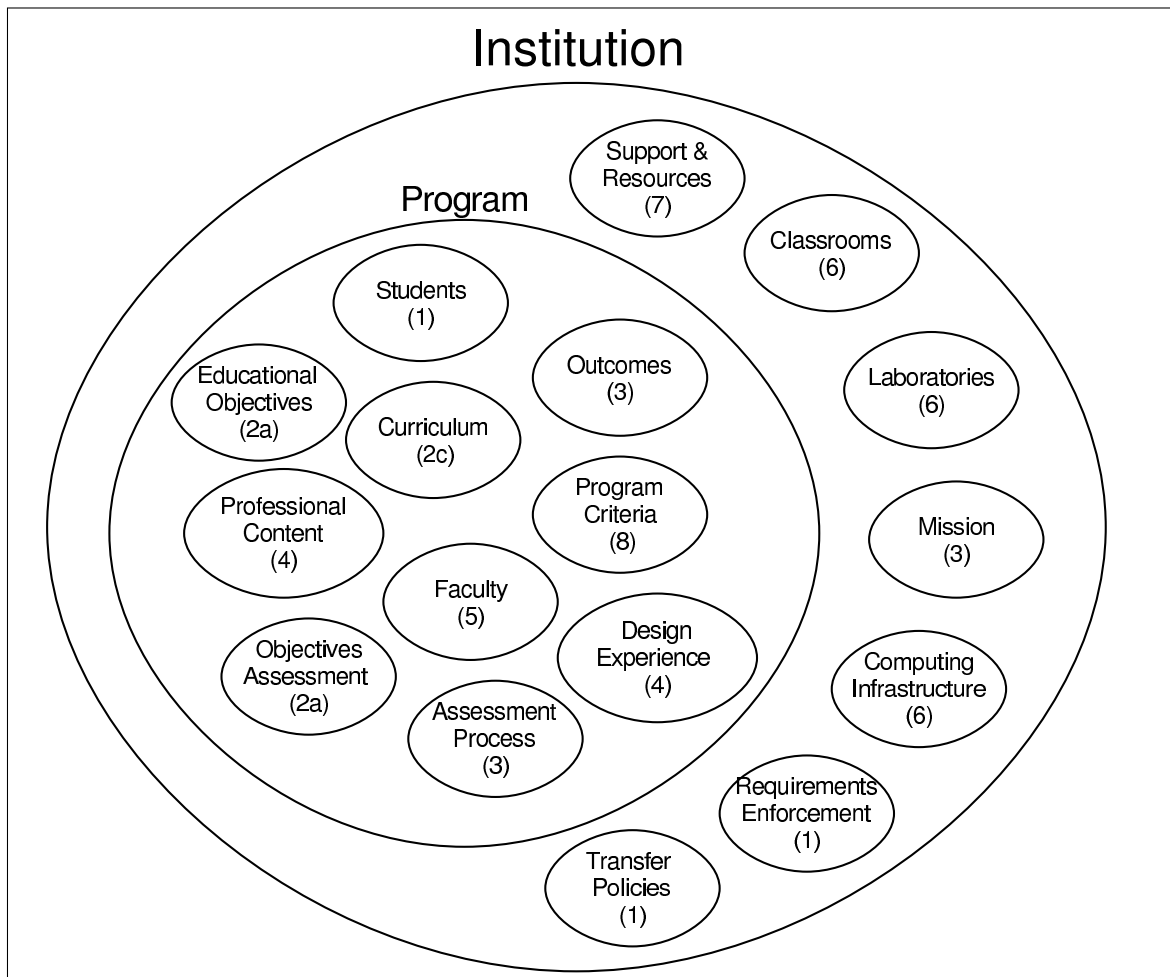 Institution
Support &
Resources
(7)
Program
Classrooms
(6)
Students
(1)
Outcomes
(3)
Laboratories
(6)
Educational
Objectives
(2a)
Curriculum
(2c)
Program
Criteria
(8)
Professional
Content
(4)
Mission
(3)
Faculty
(5)
Design
Experience
(4)
Objectives
Assessment
(2a)
Computing
Infrastructure
(6)
Assessment
Process
(3)
Requirements
Enforcement
(1)
Transfer
Policies
(1)